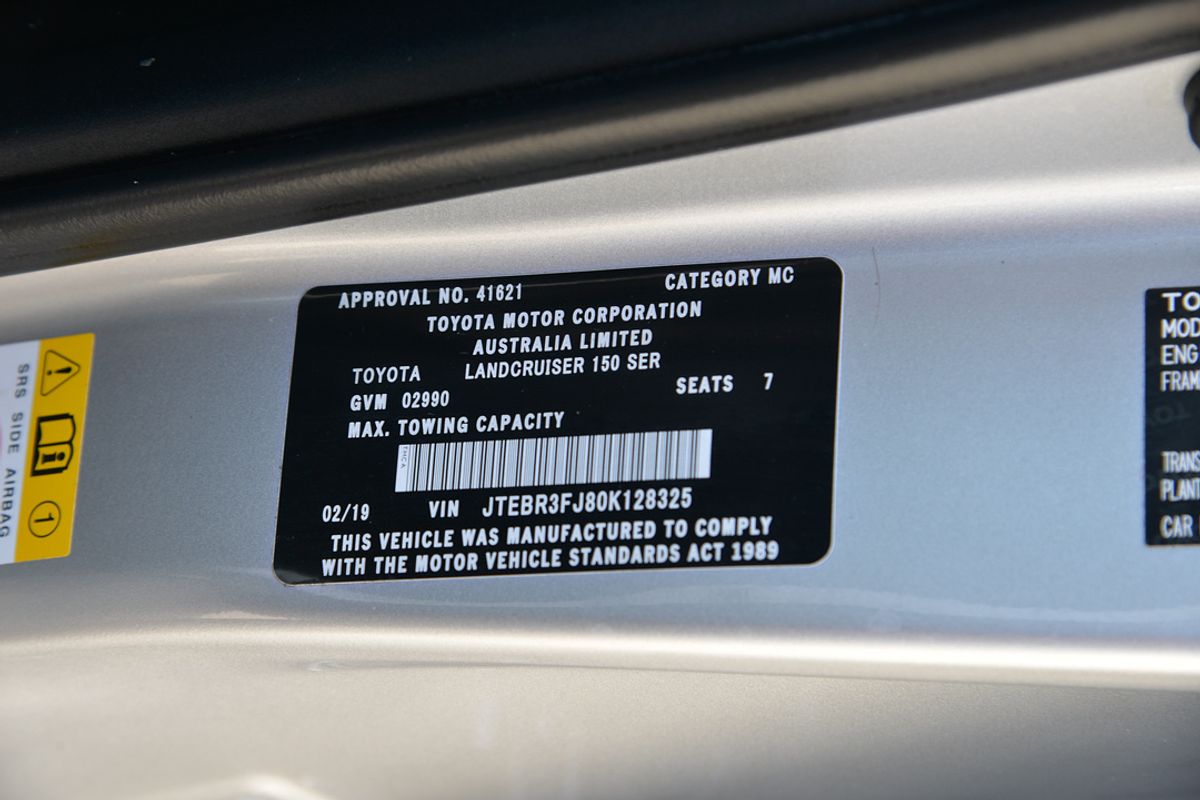 APPROVAL NO. 41621 CATEGORY MC
TOYOTA MOTOR CORPORATION
AUSTRALIA LIMITED
TOYOTA LANDCRUISER 150 SER
GVM 02990 SEATS 7
MAX. TOWING CAPACITY
THCA
02/19 VIN JTEBR3FJ80K128325
THIS VEHICLE WAS MANUFACTURED TO COMPLY
WITH THE MOTOR VEHICLE STANDARDS ACT 1989
SRS SIDE AIRBAG
1
TO
MOD
ENG
FRAM
TRANS
PLANT
CAR